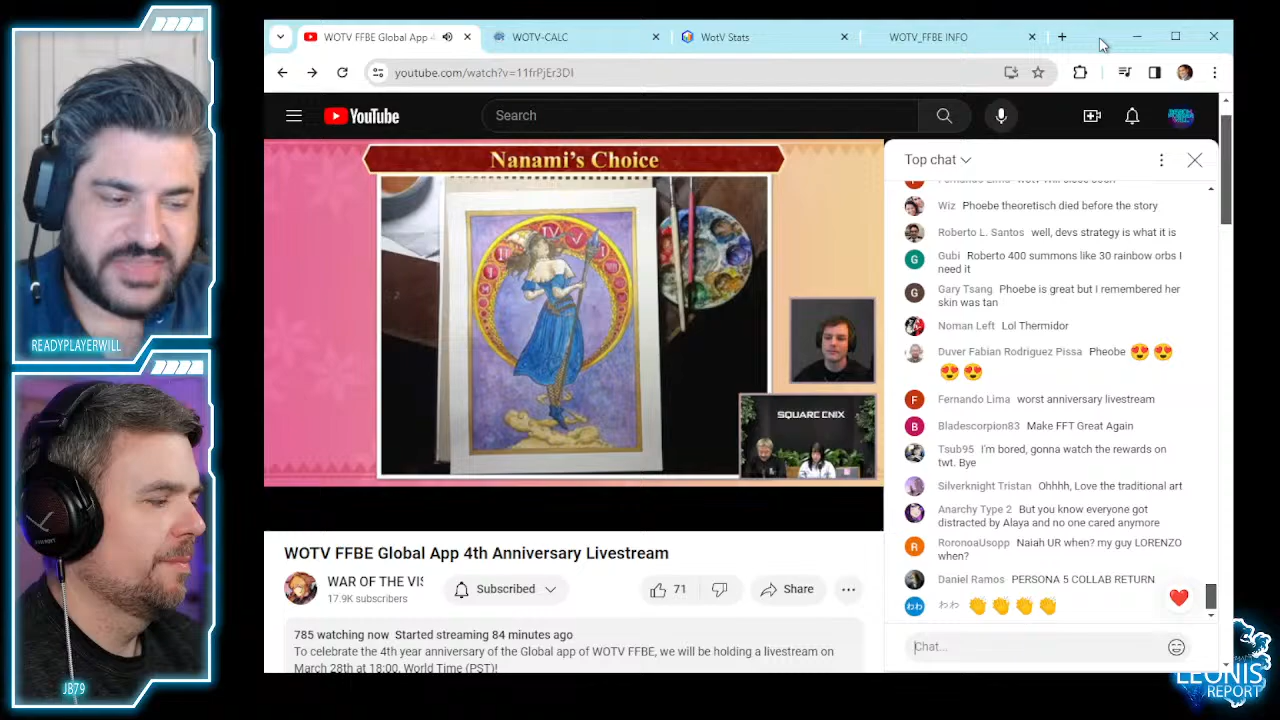 WOTV FFBE Global App 4
WOTV-CALC
WotV Stats
WOTV_FFBE INFO
youtube.com/watch?v=11frPjEr3DI
YouTube
Search
Nanami's Choice
SQUARE ENIX
READYPLAYERWILL
JB79
WOTV FFBE Global App 4th Anniversary Livestream
WAR OF THE VIS
17.9K subscribers
Subscribed
71
Share
785 watching now Started streaming 84 minutes ago
To celebrate the 4th year anniversary of the Global app of WOTV FFBE, we will be holding a livestream on
March 28th at 18:00, World Time (PST)!
Top chat
Fernando Lima WotV will close soon
Wiz Phoebe theoretisch died before the story
Roberto L. Santos well, devs strategy is what it is
Gubi Roberto 400 summons like 30 rainbow orbs I
need it
Gary Tsang Phoebe is great but I remembered her
skin was tan
Noman Left Lol Thermidor
Duver Fabian Rodriguez Pissa Pheobe 😍 😍
😍 😍
Fernando Lima worst anniversary livestream
Bladescorpion83 Make FFT Great Again
Tsub95 I'm bored, gonna watch the rewards on
twt. Bye
Silverknight Tristan Ohhhh, Love the traditional art
Anarchy Type 2 But you know everyone got
distracted by Alaya and no one cared anymore
RoronoaUsopp Naiah UR when? my guy LORENZO
when?
Daniel Ramos PERSONA 5 COLLAB RETURN
わわ わわ 👏 👏 👏 👏
Chat...
LEONIS
REPORT